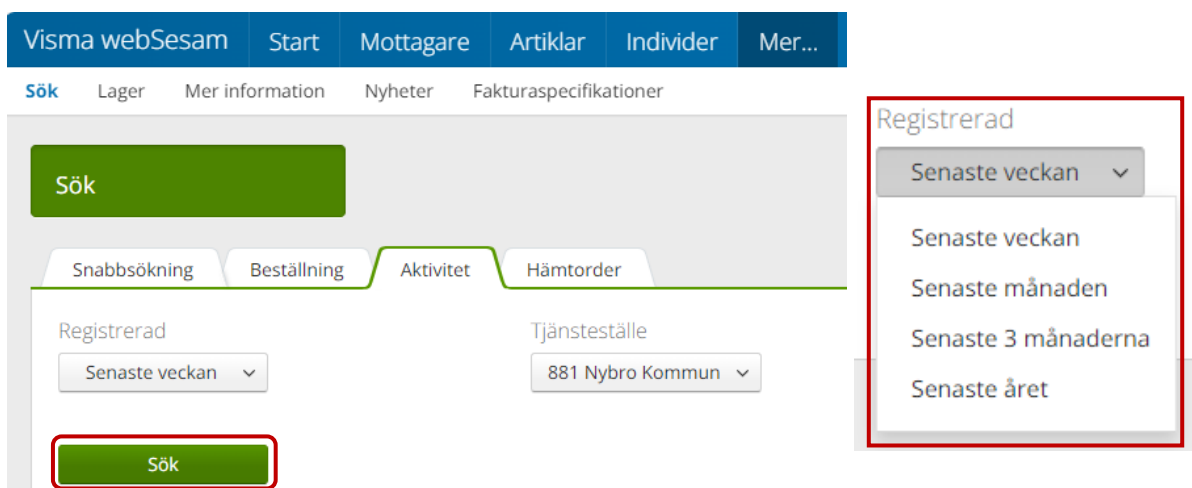 Visma webSesam Start Mottagare Artiklar Individer Mer...
Sök Lager Mer information Nyheter Fakturaspecifikationer
Sök
Snabbsökning Beställning Aktivitet Hämtorder
Registrerad Tjänsteställe
Senaste veckan 881 Nybro Kommun
Sök
Registrerad
Senaste veckan
Senaste veckan
Senaste månaden
Senaste 3 månaderna
Senaste året